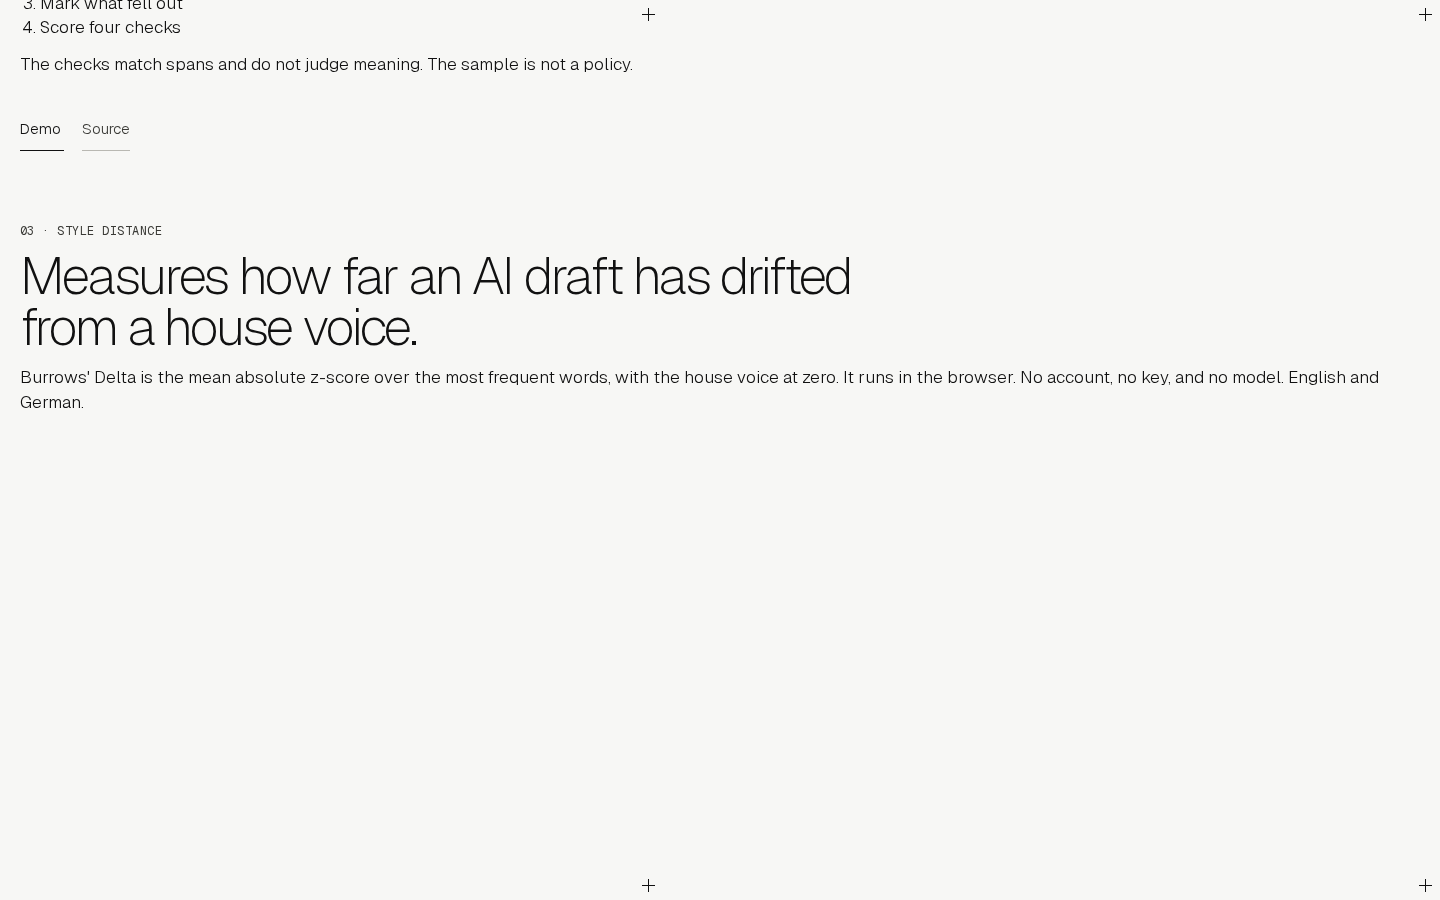 3. Mark what fell out
4. Score four checks
The checks match spans and do not judge meaning. The sample is not a policy.
Demo Source
03 · STYLE DISTANCE
Measures how far an AI draft has drifted
from a house voice.
Burrows' Delta is the mean absolute z-score over the most frequent words, with the house voice at zero. It runs in the browser. No account, no key, and no model. English and
German.